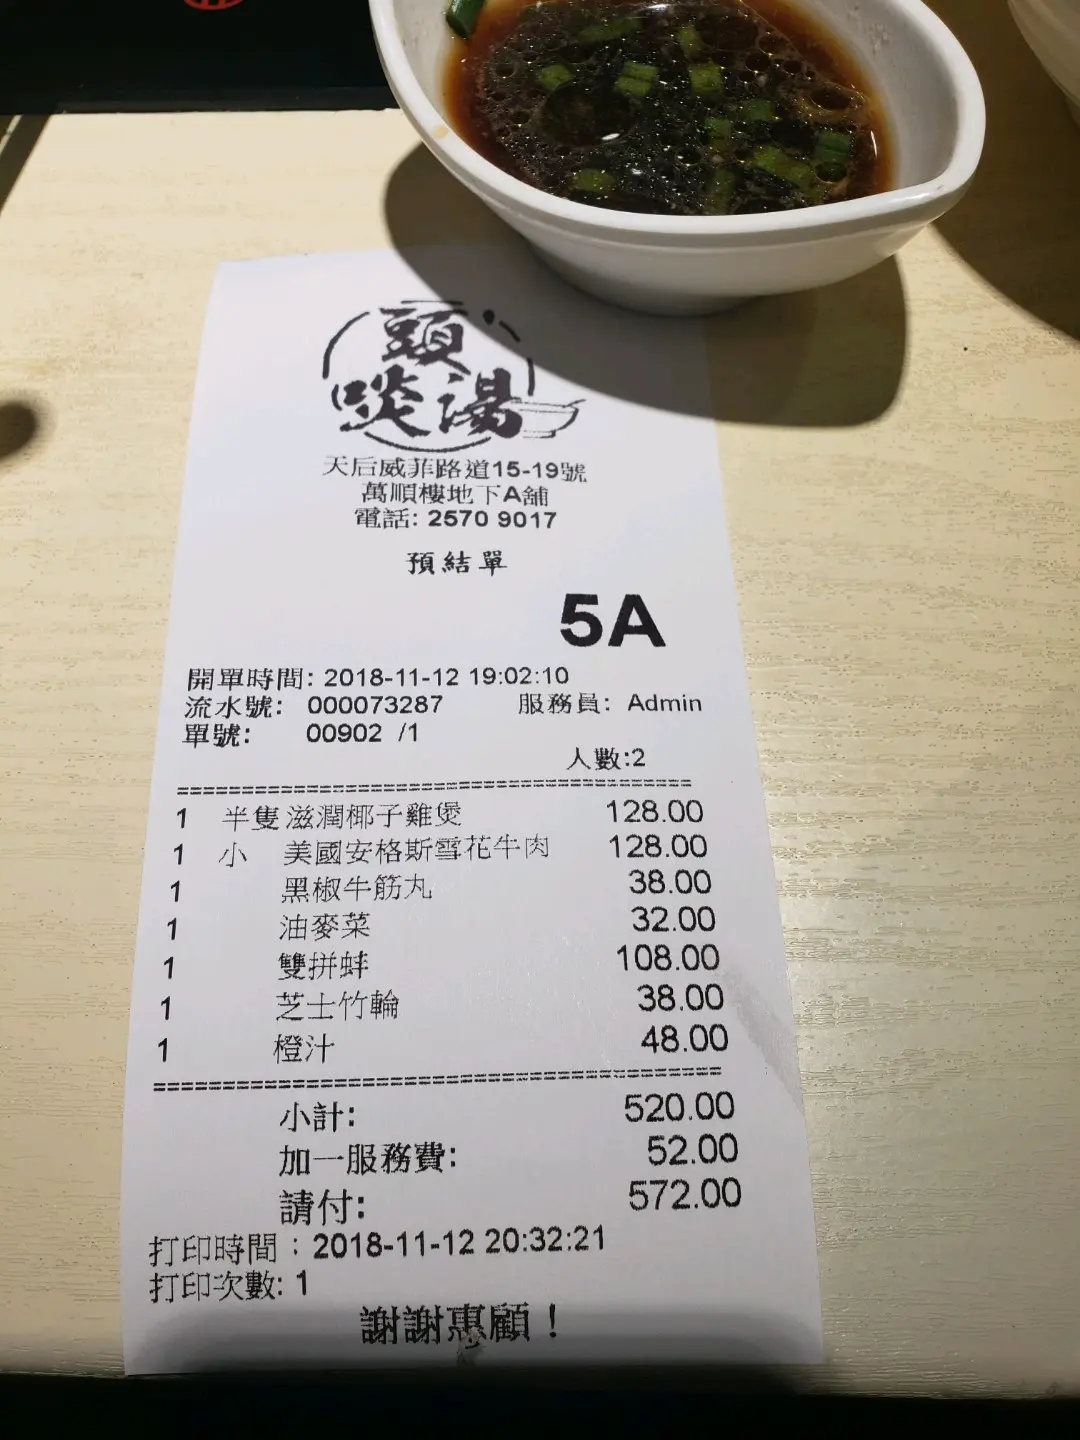 頭
啖湯
天后威菲路道15-19號
萬順樓地下A舖
電話: 2570 9017
預結單
5A
開單時間: 2018-11-12 19:02:10
流水號: 000073287 服務員: Admin
單號: 00902 /1
人數:2
1 半隻 滋潤椰子雞煲 128.00
1 小 美國安格斯雪花牛肉 128.00
1 黑椒牛筋丸 38.00
1 油麥菜 32.00
1 雙拼蚌 108.00
1 芝士竹輪 38.00
1 橙汁 48.00
小計: 520.00
加一服務費: 52.00
請付: 572.00
打印時間：2018-11-12 20:32:21
打印次數: 1
謝謝惠顧！